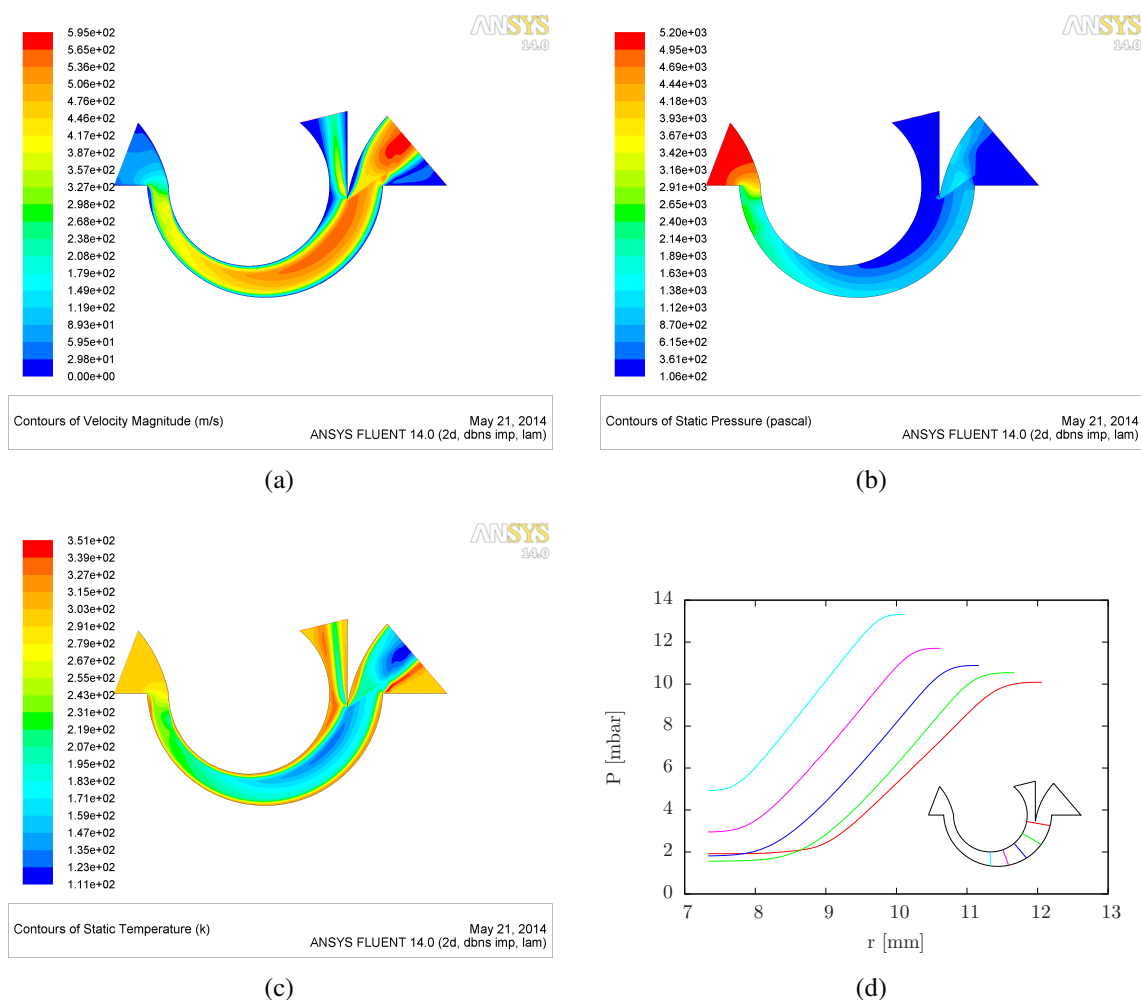 ANSYS
14.0
5.95e+02
5.65e+02
5.36e+02
5.06e+02
4.76e+02
4.46e+02
4.17e+02
3.87e+02
3.57e+02
3.27e+02
2.98e+02
2.68e+02
2.38e+02
2.08e+02
1.79e+02
1.49e+02
1.19e+02
8.93e+01
5.95e+01
2.98e+01
0.00e+00
Contours of Velocity Magnitude (m/s)
May 21, 2014
ANSYS FLUENT 14.0 (2d, dbns imp, lam)
(a)
ANSYS
14.0
5.20e+03
4.95e+03
4.69e+03
4.44e+03
4.18e+03
3.93e+03
3.67e+03
3.42e+03
3.16e+03
2.91e+03
2.65e+03
2.40e+03
2.14e+03
1.89e+03
1.63e+03
1.38e+03
1.12e+03
8.70e+02
6.15e+02
3.61e+02
1.06e+02
Contours of Static Pressure (pascal)
May 21, 2014
ANSYS FLUENT 14.0 (2d, dbns imp, lam)
(b)
ANSYS
14.0
3.51e+02
3.39e+02
3.27e+02
3.15e+02
3.03e+02
2.91e+02
2.79e+02
2.67e+02
2.55e+02
2.43e+02
2.31e+02
2.19e+02
2.07e+02
1.95e+02
1.83e+02
1.71e+02
1.59e+02
1.47e+02
1.35e+02
1.23e+02
1.11e+02
Contours of Static Temperature (k)
May 21, 2014
ANSYS FLUENT 14.0 (2d, dbns imp, lam)
(c)
14
12
10
8
6
4
2
0
P [mbar]
7 8 9 10 11 12 13
r [mm]
(d)